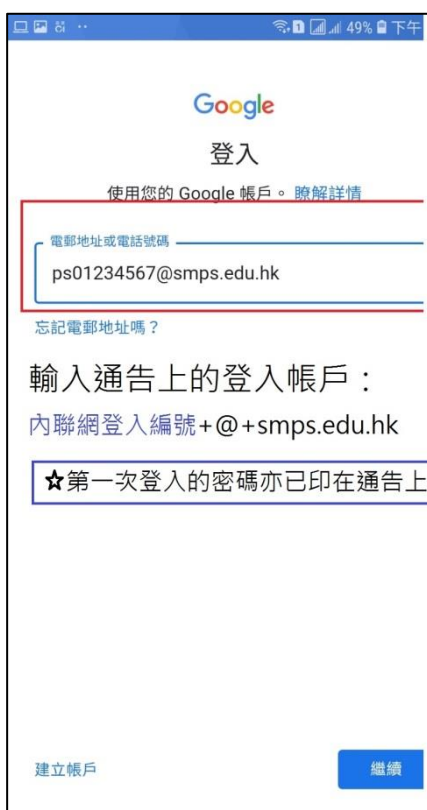 49% 下午
Google
登入
使用您的 Google 帳戶。 瞭解詳情
電郵地址或電話號碼
ps01234567@smps.edu.hk
忘記電郵地址嗎？
輸入通告上的登入帳戶：
內聯網登入編號+@+smps.edu.hk
☆第一次登入的密碼亦已印在通告上
建立帳戶
繼續